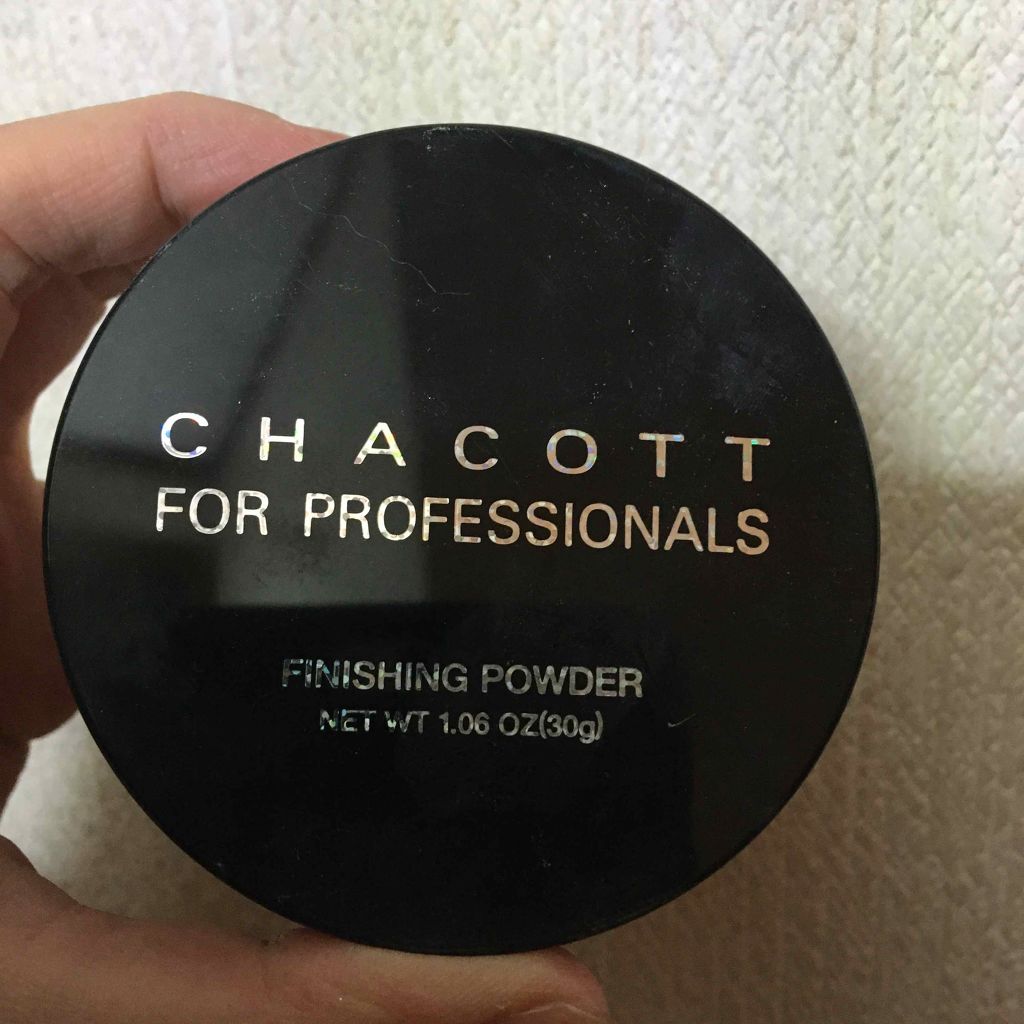 CHACOTT
FOR PROFESSIONALS
FINISHING POWDER
NET WT 1.06 OZ(30g)